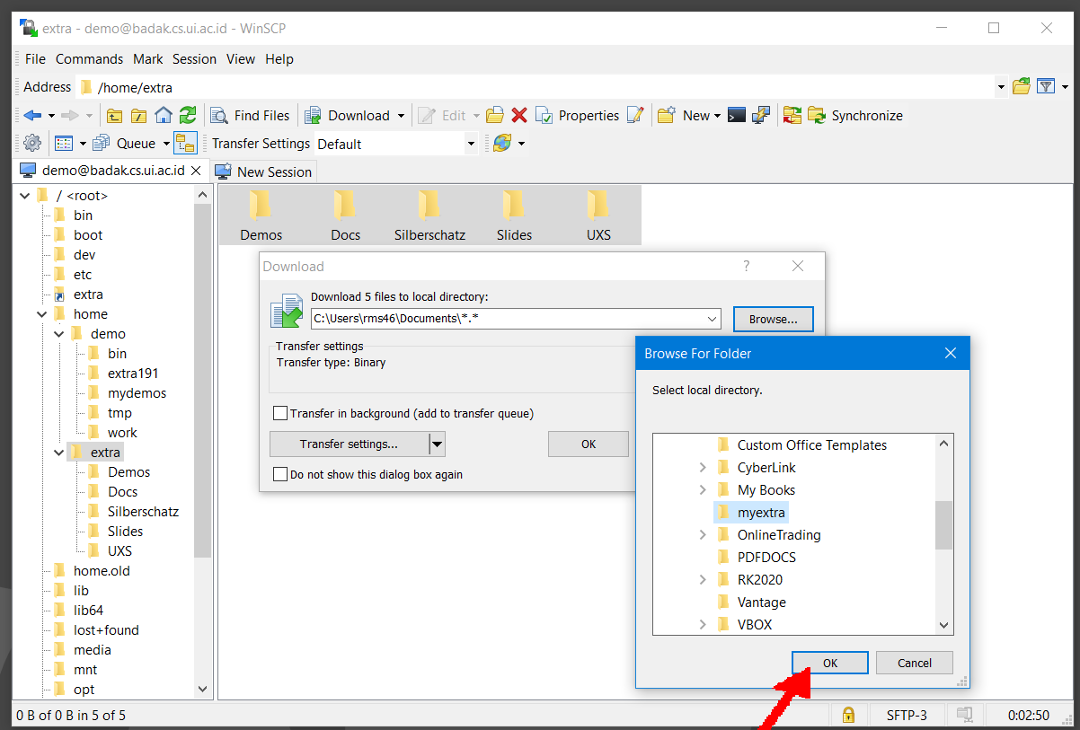 extra - demo@badak.cs.ui.ac.id - WinSCP
File Commands Mark Session View Help
Address /home/extra
Find Files Download Edit Properties New Synchronize
Queue Transfer Settings Default
demo@badak.cs.ui.ac.id New Session
/ <root>
bin
boot
dev
etc
extra
home
demo
bin
extra191
mydemos
tmp
work
extra
Demos
Docs
Silberschatz
Slides
UXS
home.old
lib
lib64
lost+found
media
mnt
opt
Demos Docs Silberschatz Slides UXS
Download ?
Download 5 files to local directory:
C:\Users\rms46\Documents\*.* Browse...
Transfer settings
Transfer type: Binary
Transfer in background (add to transfer queue)
Transfer settings... OK
Do not show this dialog box again
Browse For Folder
Select local directory.
Custom Office Templates
CyberLink
My Books
myextra
OnlineTrading
PDFDOCS
RK2020
Vantage
VBOX
OK Cancel
0 B of 0 B in 5 of 5 SFTP-3 0:02:50